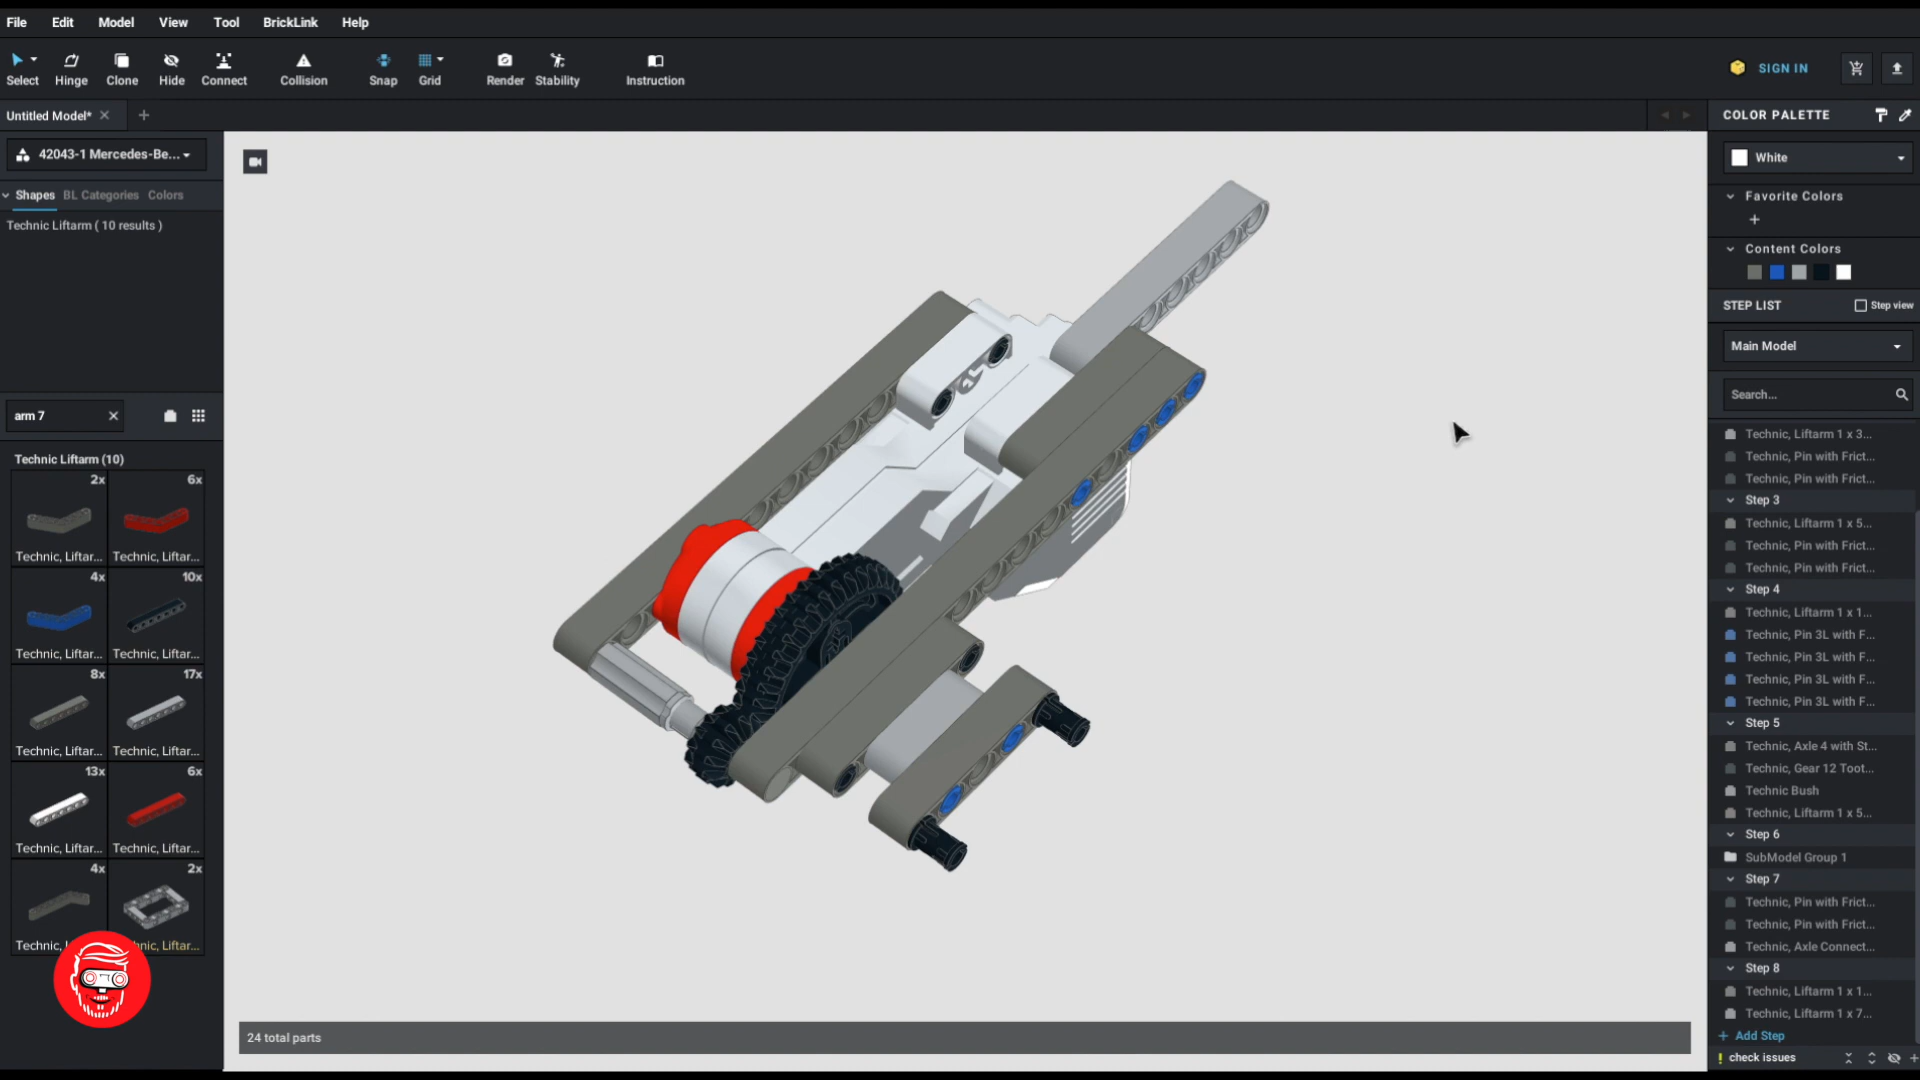 File Edit Model View Tool BrickLink Help
Select Hinge Clone Hide Connect Collision Snap Grid Render Stability Instruction
SIGN IN
Untitled Model*
42043-1 Mercedes-Be...
Shapes BL Categories Colors
Technic Liftarm ( 10 results )
arm 7
Technic Liftarm (10)
2x 6x
Technic, Liftar... Technic, Liftar...
4x 10x
Technic, Liftar... Technic, Liftar...
8x 17x
Technic, Liftar... Technic, Liftar...
13x 6x
Technic, Liftar... Technic, Liftar...
4x 2x
Technic, L hnic, Liftar...
24 total parts
COLOR PALETTE
White
Favorite Colors
+
Content Colors
STEP LIST Step view
Main Model
Search...
Technic, Liftarm 1 x 3...
Technic, Pin with Frict...
Technic, Pin with Frict...
Step 3
Technic, Liftarm 1 x 5...
Technic, Pin with Frict...
Technic, Pin with Frict...
Step 4
Technic, Liftarm 1 x 1...
Technic, Pin 3L with F...
Technic, Pin 3L with F...
Technic, Pin 3L with F...
Technic, Pin 3L with F...
Step 5
Technic, Axle 4 with St...
Technic, Gear 12 Toot...
Technic Bush
Technic, Liftarm 1 x 5...
Step 6
SubModel Group 1
Step 7
Technic, Pin with Frict...
Technic, Pin with Frict...
Technic, Axle Connect...
Step 8
Technic, Liftarm 1 x 1...
Technic, Liftarm 1 x 7...
+ Add Step
! check issues